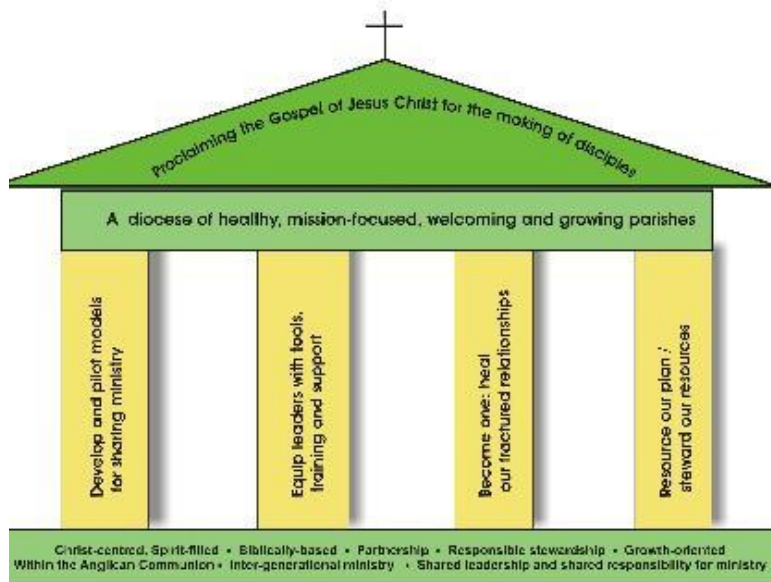 Proclaiming the Gospel of Jesus Christ for the making of disciples
A diocese of healthy, mission-focused, welcoming and growing parishes
Develop and pilot models
for sharing ministry
Equip leaders with tools,
training and support
Become one: heal
our fractured relationships
Resource our plan /
steward our resources
Christ-centred, Spirit-filled • Biblically-based • Partnership • Responsible stewardship • Growth-oriented
Within the Anglican Communion • Inter-generational ministry • Shared leadership and shared responsibility for ministry